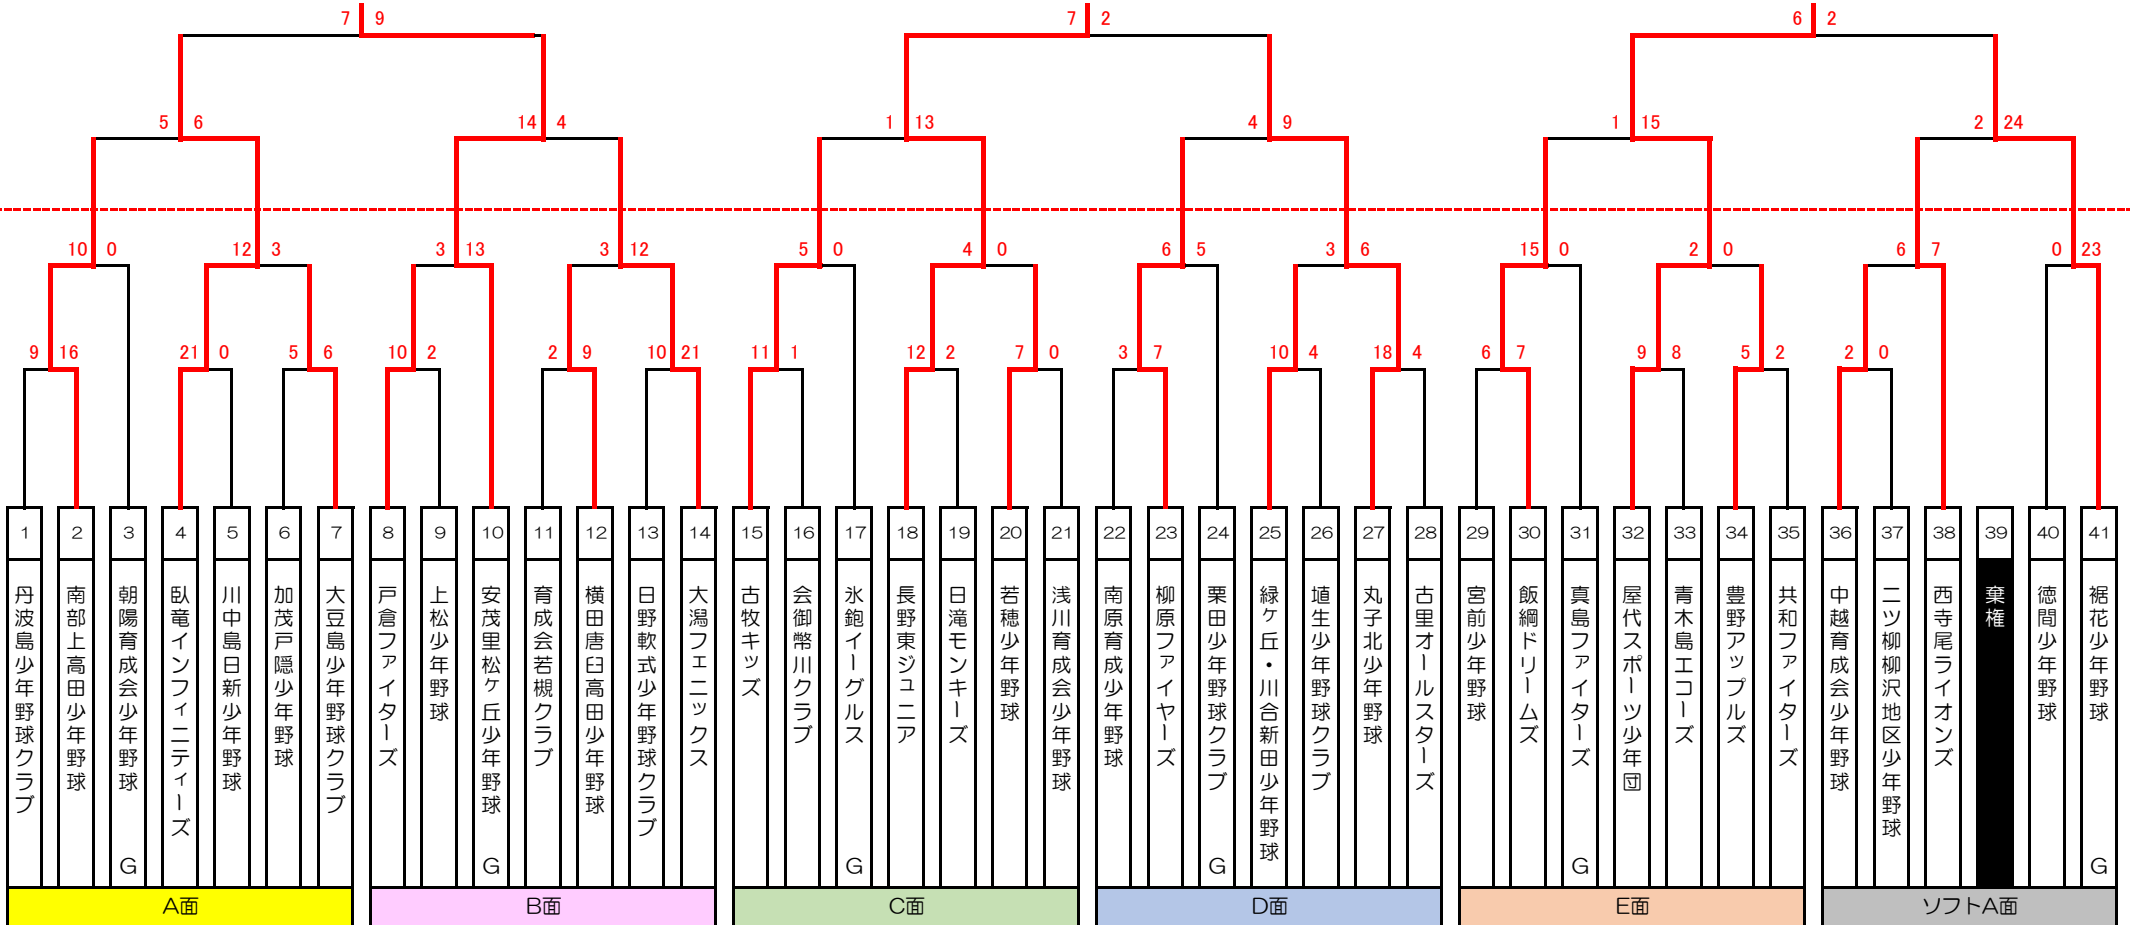 7 9 7 2 6 2
5 6 14 4 1 13 4 9 1 15 2 24
10 0 12 3 3 13 3 12 5 0 4 0 6 5 3 6 15 0 2 0 6 7 0 23
9 16 21 0 5 6 10 2 2 9 10 21 11 1 12 2 7 0 3 7 10 4 18 4 6 7 9 8 5 2 2 0
1 丹波島少年野球クラブ
2 南部上高田少年野球
3 朝陽育成会少年野球 G
4 臥竜インフィニティーズ
5 川中島日新少年野球
6 加茂戸隠少年野球
7 大豆島少年野球クラブ
8 戸倉ファイターズ
9 上松少年野球
10 安茂里松ケ丘少年野球 G
11 育成会若槻クラブ
12 横田唐臼高田少年野球
13 日野軟式少年野球クラブ
14 大潟フェニックス
15 古牧キッズ
16 会御幣川クラブ
17 氷鉋イーグルス G
18 長野東ジュニア
19 日滝モンキーズ
20 若穂少年野球
21 浅川育成会少年野球
22 南原育成少年野球
23 柳原ファイヤーズ
24 栗田少年野球クラブ G
25 緑ケ丘・川合新田少年野球
26 埴生少年野球クラブ
27 丸子北少年野球
28 古里オールスターズ
29 宮前少年野球
30 飯綱ドリームズ
31 真島ファイターズ G
32 屋代スポーツ少年団
33 青木島エコーズ
34 豊野アップルズ
35 共和ファイターズ
36 中越育成会少年野球
37 二ツ柳柳沢地区少年野球
38 西寺尾ライオンズ
39 棄権
40 徳間少年野球
41 裾花少年野球 G
A面
B面
C面
D面
E面
ソフトA面